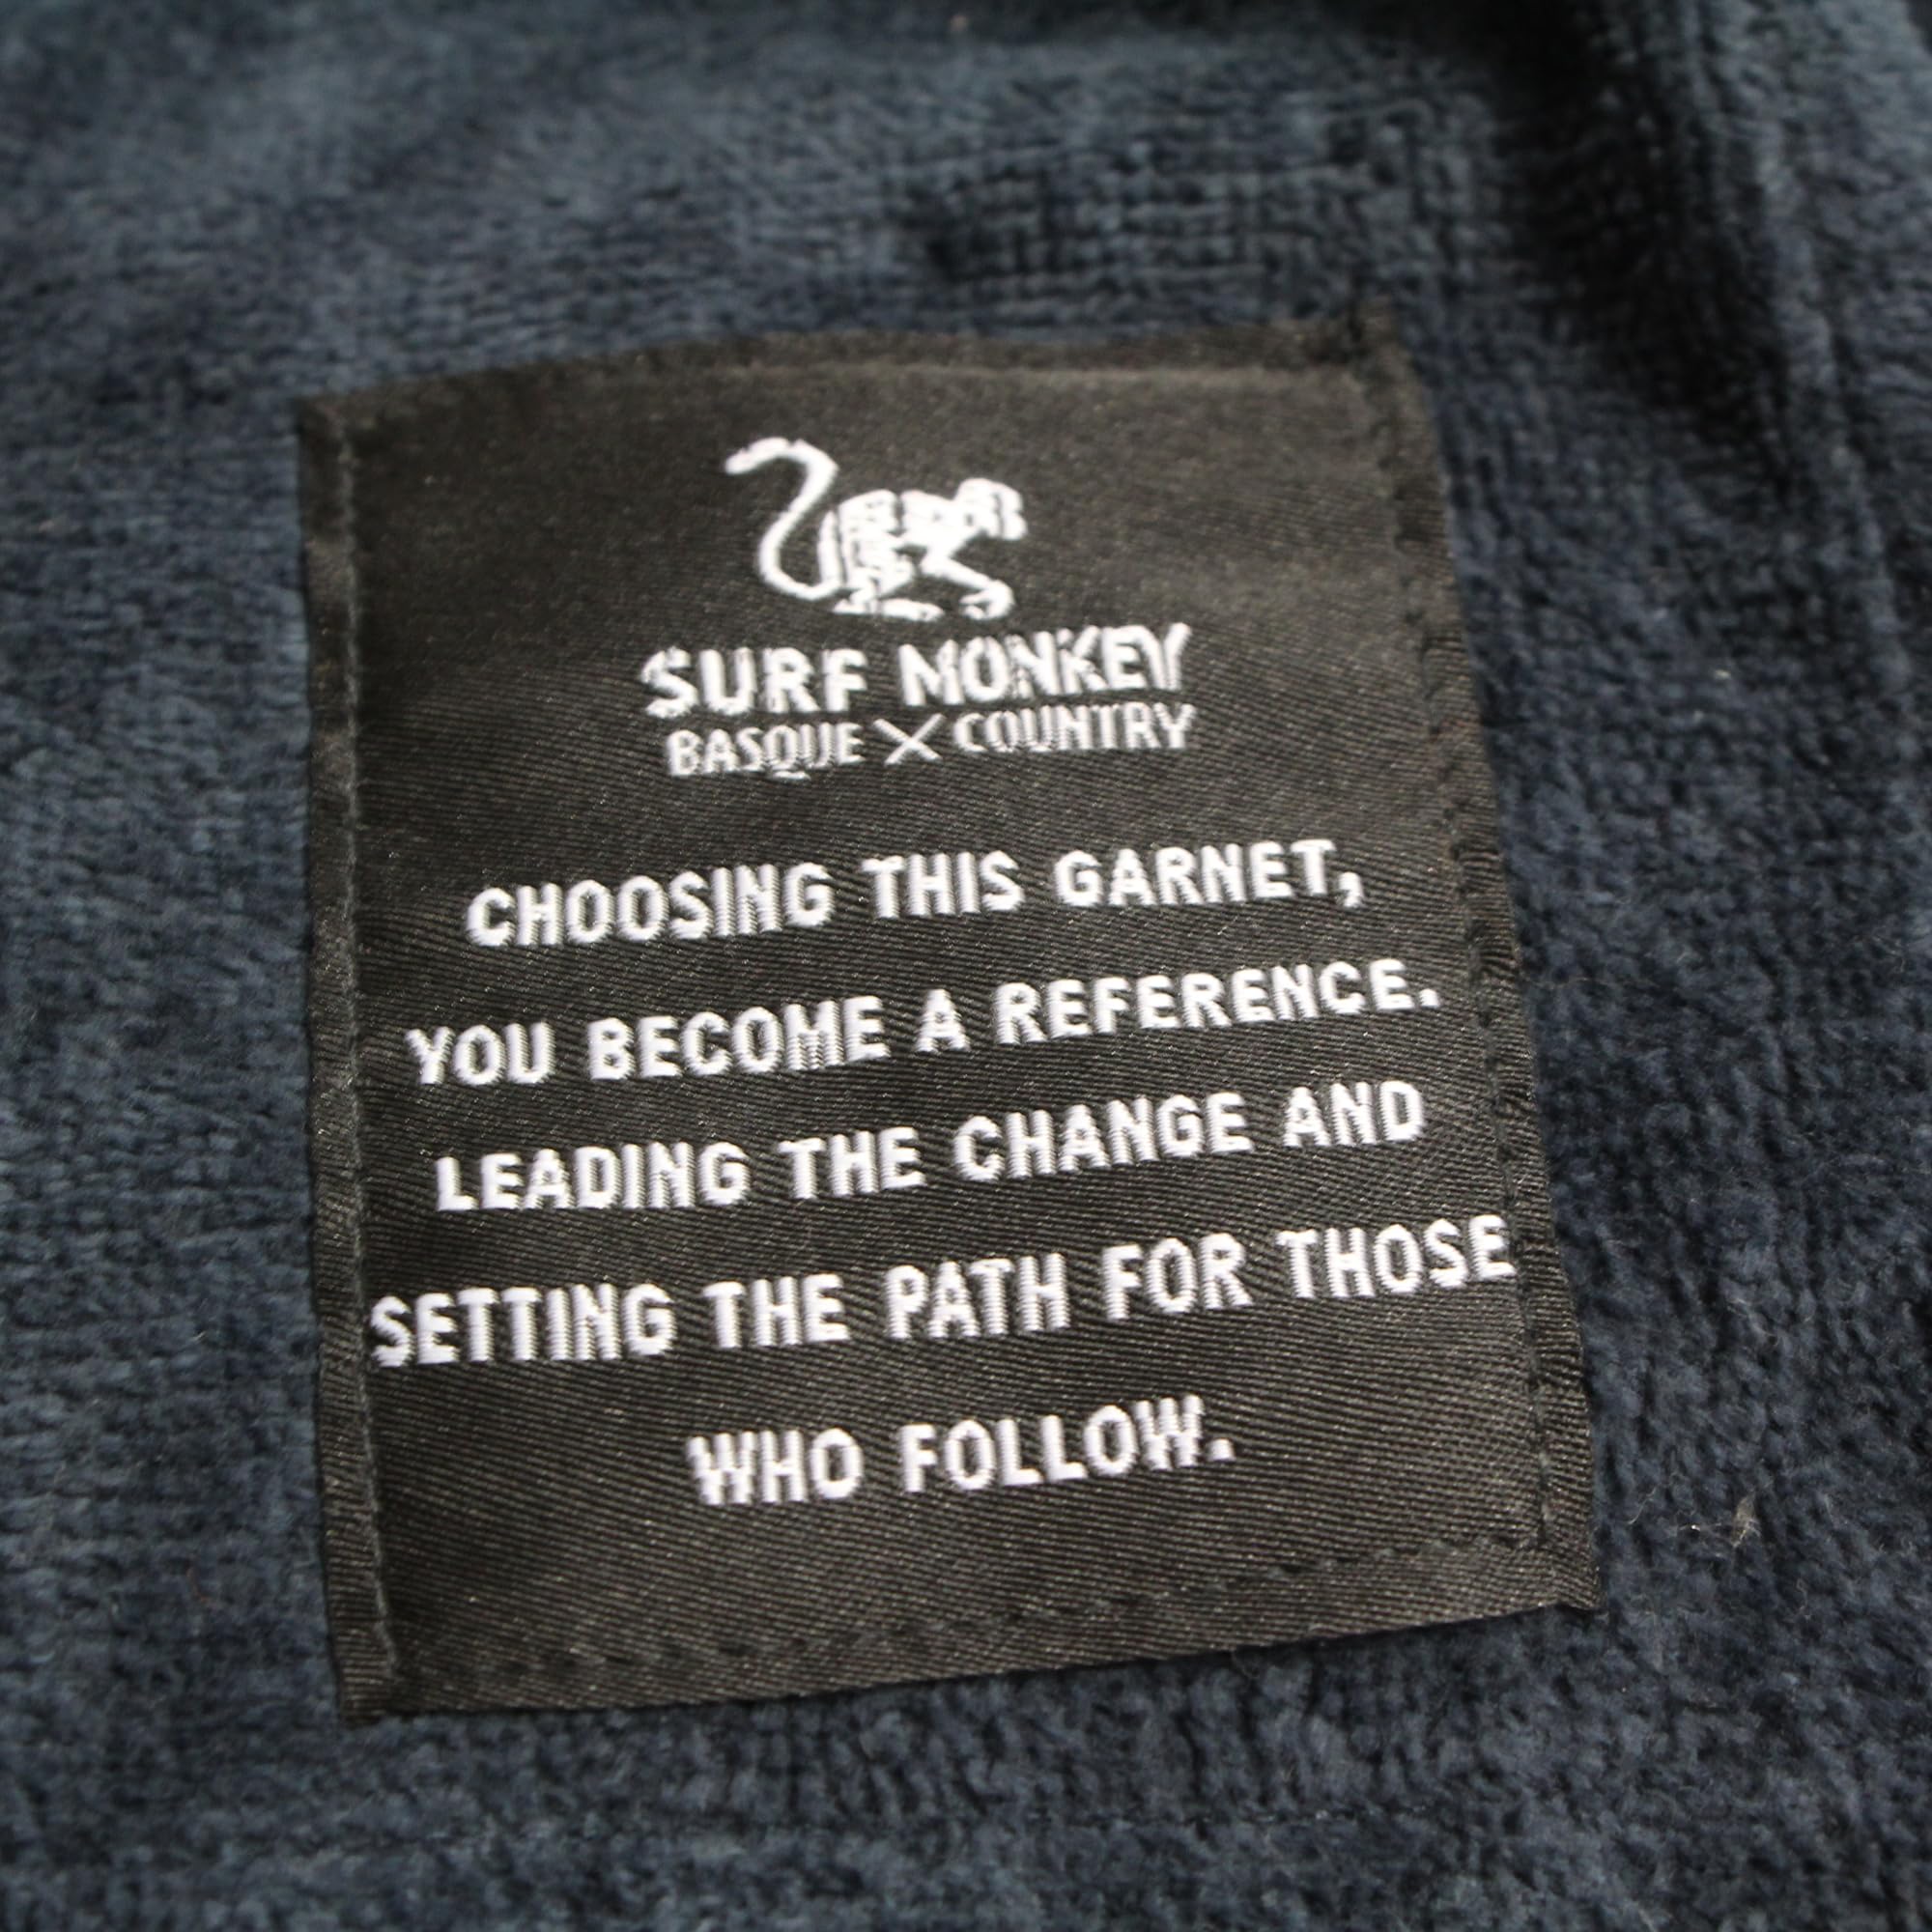 SURF MONKEY
BASQUE X COUNTRY
CHOOSING THIS GARNET,
YOU BECOME A REFERENCE.
LEADING THE CHANGE AND
SETTING THE PATH FOR THOSE
WHO FOLLOW.